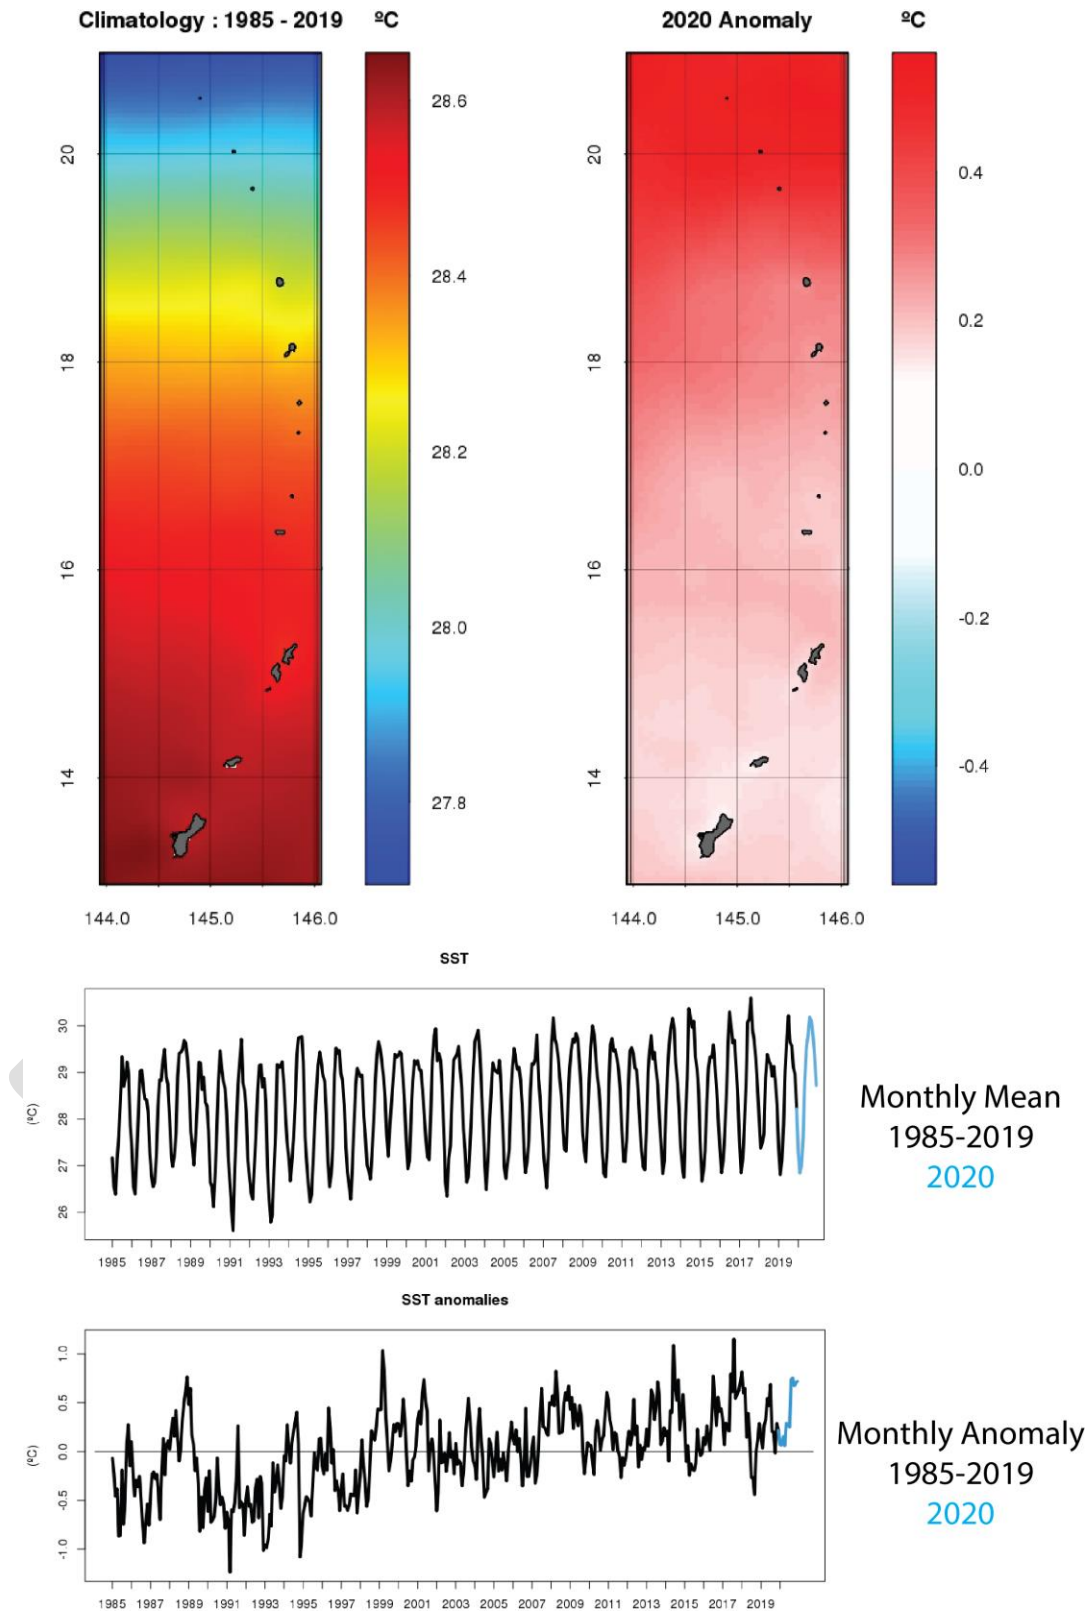 Climatology : 1985 - 2019 ºC
2020 Anomaly ºC
28.6
28.4
28.2
28.0
27.8
20
18
16
14
144.0 145.0 146.0
0.4
0.2
0.0
-0.2
-0.4
20
18
16
14
144.0 145.0 146.0
SST
(ºC)
30
29
28
27
26
1985 1987 1989 1991 1993 1995 1997 1999 2001 2003 2005 2007 2009 2011 2013 2015 2017 2019
Monthly Mean
1985-2019
2020
SST anomalies
(ºC)
1.0
0.5
0.0
-0.5
-1.0
1985 1987 1989 1991 1993 1995 1997 1999 2001 2003 2005 2007 2009 2011 2013 2015 2017 2019
Monthly Anomaly
1985-2019
2020